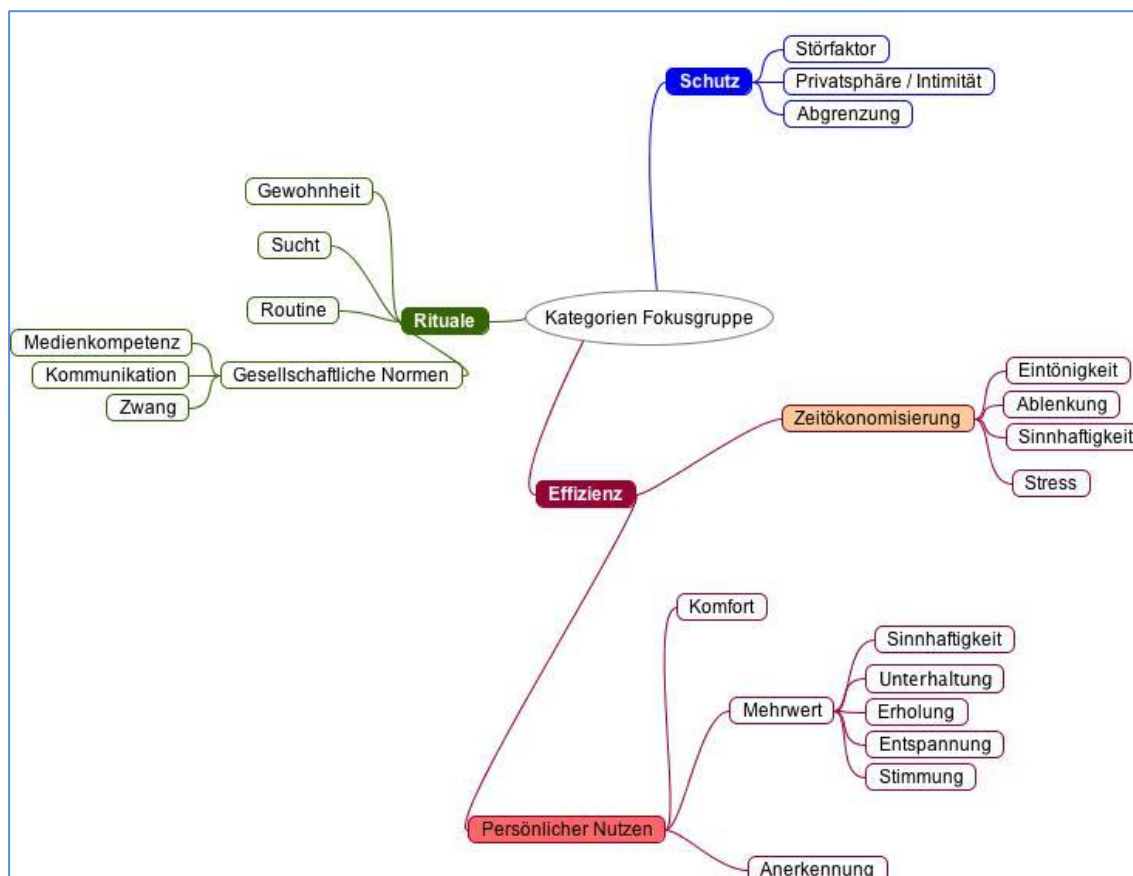 Störfaktor
Schutz
Privatsphäre / Intimität
Abgrenzung
Gewohnheit
Sucht
Routine
Rituale
Kategorien Fokusgruppe
Medienkompetenz
Kommunikation
Gesellschaftliche Normen
Zwang
Eintönigkeit
Zeitökonomisierung
Ablenkung
Sinnhaftigkeit
Stress
Effizienz
Komfort
Sinnhaftigkeit
Unterhaltung
Mehrwert
Erholung
Entspannung
Stimmung
Persönlicher Nutzen
Anerkennung